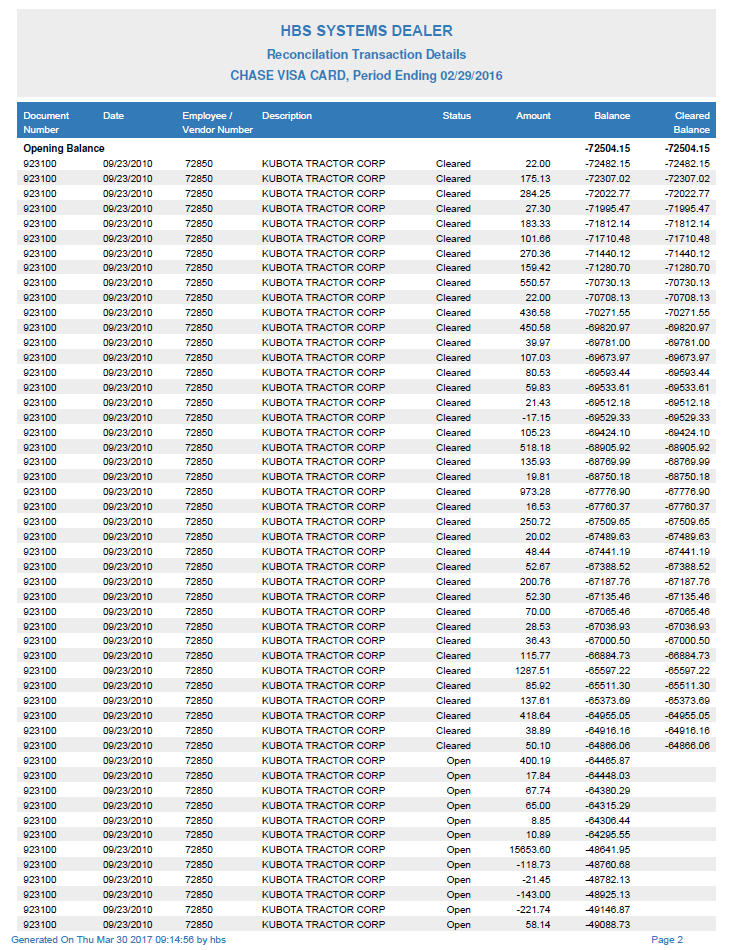 HBS SYSTEMS DEALER
Reconcilation Transaction Details
CHASE VISA CARD, Period Ending 02/29/2016
Document Number Date Employee / Vendor Number Description Status Amount Balance Cleared Balance
Opening Balance -72504.15 -72504.15
923100 09/23/2010 72850 KUBOTA TRACTOR CORP Cleared 22.00 -72482.15 -72482.15
923100 09/23/2010 72850 KUBOTA TRACTOR CORP Cleared 175.13 -72307.02 -72307.02
923100 09/23/2010 72850 KUBOTA TRACTOR CORP Cleared 284.25 -72022.77 -72022.77
923100 09/23/2010 72850 KUBOTA TRACTOR CORP Cleared 27.30 -71995.47 -71995.47
923100 09/23/2010 72850 KUBOTA TRACTOR CORP Cleared 183.33 -71812.14 -71812.14
923100 09/23/2010 72850 KUBOTA TRACTOR CORP Cleared 101.66 -71710.48 -71710.48
923100 09/23/2010 72850 KUBOTA TRACTOR CORP Cleared 270.36 -71440.12 -71440.12
923100 09/23/2010 72850 KUBOTA TRACTOR CORP Cleared 159.42 -71280.70 -71280.70
923100 09/23/2010 72850 KUBOTA TRACTOR CORP Cleared 550.57 -70730.13 -70730.13
923100 09/23/2010 72850 KUBOTA TRACTOR CORP Cleared 22.00 -70708.13 -70708.13
923100 09/23/2010 72850 KUBOTA TRACTOR CORP Cleared 436.58 -70271.55 -70271.55
923100 09/23/2010 72850 KUBOTA TRACTOR CORP Cleared 450.58 -69820.97 -69820.97
923100 09/23/2010 72850 KUBOTA TRACTOR CORP Cleared 39.97 -69781.00 -69781.00
923100 09/23/2010 72850 KUBOTA TRACTOR CORP Cleared 107.03 -69673.97 -69673.97
923100 09/23/2010 72850 KUBOTA TRACTOR CORP Cleared 80.53 -69593.44 -69593.44
923100 09/23/2010 72850 KUBOTA TRACTOR CORP Cleared 59.83 -69533.61 -69533.61
923100 09/23/2010 72850 KUBOTA TRACTOR CORP Cleared 21.43 -69512.18 -69512.18
923100 09/23/2010 72850 KUBOTA TRACTOR CORP Cleared -17.15 -69529.33 -69529.33
923100 09/23/2010 72850 KUBOTA TRACTOR CORP Cleared 105.23 -69424.10 -69424.10
923100 09/23/2010 72850 KUBOTA TRACTOR CORP Cleared 518.18 -68905.92 -68905.92
923100 09/23/2010 72850 KUBOTA TRACTOR CORP Cleared 135.93 -68769.99 -68769.99
923100 09/23/2010 72850 KUBOTA TRACTOR CORP Cleared 19.81 -68750.18 -68750.18
923100 09/23/2010 72850 KUBOTA TRACTOR CORP Cleared 973.28 -67776.90 -67776.90
923100 09/23/2010 72850 KUBOTA TRACTOR CORP Cleared 16.53 -67760.37 -67760.37
923100 09/23/2010 72850 KUBOTA TRACTOR CORP Cleared 250.72 -67509.65 -67509.65
923100 09/23/2010 72850 KUBOTA TRACTOR CORP Cleared 20.02 -67489.63 -67489.63
923100 09/23/2010 72850 KUBOTA TRACTOR CORP Cleared 48.44 -67441.19 -67441.19
923100 09/23/2010 72850 KUBOTA TRACTOR CORP Cleared 52.67 -67388.52 -67388.52
923100 09/23/2010 72850 KUBOTA TRACTOR CORP Cleared 200.76 -67187.76 -67187.76
923100 09/23/2010 72850 KUBOTA TRACTOR CORP Cleared 52.30 -67135.46 -67135.46
923100 09/23/2010 72850 KUBOTA TRACTOR CORP Cleared 70.00 -67065.46 -67065.46
923100 09/23/2010 72850 KUBOTA TRACTOR CORP Cleared 28.53 -67036.93 -67036.93
923100 09/23/2010 72850 KUBOTA TRACTOR CORP Cleared 36.43 -67000.50 -67000.50
923100 09/23/2010 72850 KUBOTA TRACTOR CORP Cleared 115.77 -66884.73 -66884.73
923100 09/23/2010 72850 KUBOTA TRACTOR CORP Cleared 1287.51 -65597.22 -65597.22
923100 09/23/2010 72850 KUBOTA TRACTOR CORP Cleared 85.92 -65511.30 -65511.30
923100 09/23/2010 72850 KUBOTA TRACTOR CORP Cleared 137.61 -65373.69 -65373.69
923100 09/23/2010 72850 KUBOTA TRACTOR CORP Cleared 418.64 -64955.05 -64955.05
923100 09/23/2010 72850 KUBOTA TRACTOR CORP Cleared 38.89 -64916.16 -64916.16
923100 09/23/2010 72850 KUBOTA TRACTOR CORP Cleared 50.10 -64866.06 -64866.06
923100 09/23/2010 72850 KUBOTA TRACTOR CORP Open 400.19 -64465.87
923100 09/23/2010 72850 KUBOTA TRACTOR CORP Open 17.84 -64448.03
923100 09/23/2010 72850 KUBOTA TRACTOR CORP Open 67.74 -64380.29
923100 09/23/2010 72850 KUBOTA TRACTOR CORP Open 65.00 -64315.29
923100 09/23/2010 72850 KUBOTA TRACTOR CORP Open 8.85 -64306.44
923100 09/23/2010 72850 KUBOTA TRACTOR CORP Open 10.89 -64295.55
923100 09/23/2010 72850 KUBOTA TRACTOR CORP Open 15653.60 -48641.95
923100 09/23/2010 72850 KUBOTA TRACTOR CORP Open -118.73 -48760.68
923100 09/23/2010 72850 KUBOTA TRACTOR CORP Open -21.45 -48782.13
923100 09/23/2010 72850 KUBOTA TRACTOR CORP Open -143.00 -48925.13
923100 09/23/2010 72850 KUBOTA TRACTOR CORP Open -221.74 -49146.87
923100 09/23/2010 72850 KUBOTA TRACTOR CORP Open 58.14 -49088.73
Generated On Thu Mar 30 2017 09:14:56 by hbs Page 2